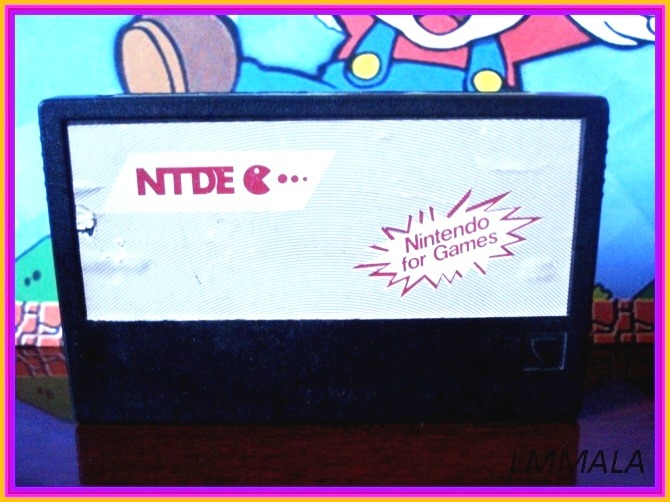 NTDE
Nintendo
for Games
LMMALA